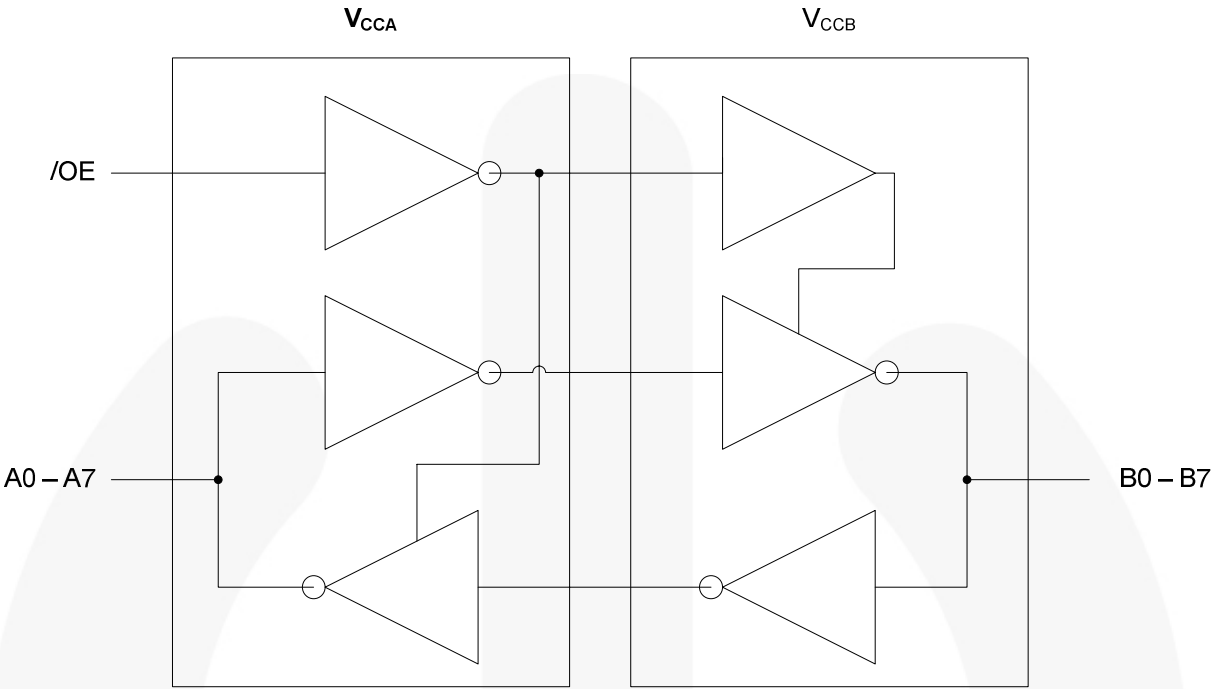 VCCA
VCCB
/OE
A0 – A7
B0 – B7